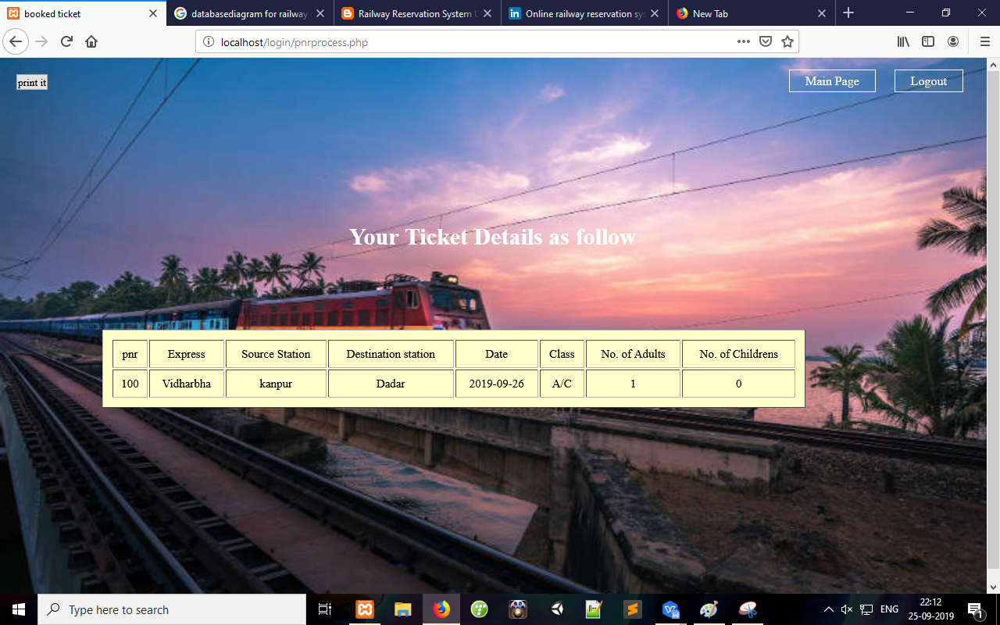 booked ticket
databasediagram for railway
Railway Reservation System U
Online railway reservation sys
New Tab
localhost/login/pnrprocess.php
print it
Main Page
Logout
Your Ticket Details as follow
pnr Express Source Station Destination station Date Class No. of Adults No. of Childrens
100 Vidharbha kanpur Dadar 2019-09-26 A/C 1 0
Type here to search
ENG
22:12
25-09-2019
1